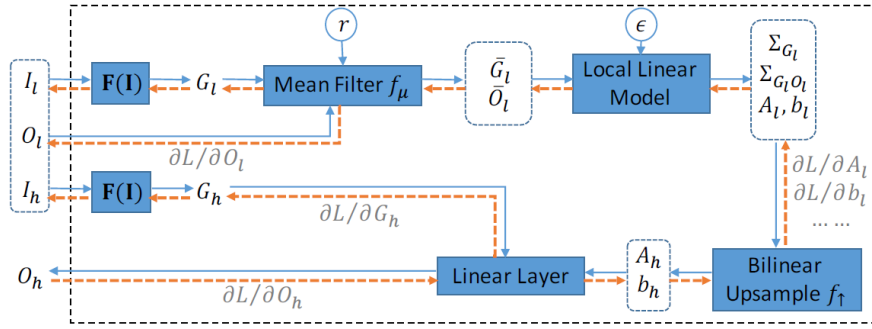 r
ϵ
I_l
F(I)
G_l
Mean Filter f_μ
Ḡ_l
Ō_l
Local Linear
Model
Σ_{G_l}
Σ_{G_l O_l}
A_l, b_l
O_l
∂L/∂O_l
I_h
F(I)
G_h
∂L/∂G_h
∂L/∂A_l
∂L/∂b_l
... ...
O_h
∂L/∂O_h
Linear Layer
A_h
b_h
Bilinear
Upsample f_↑